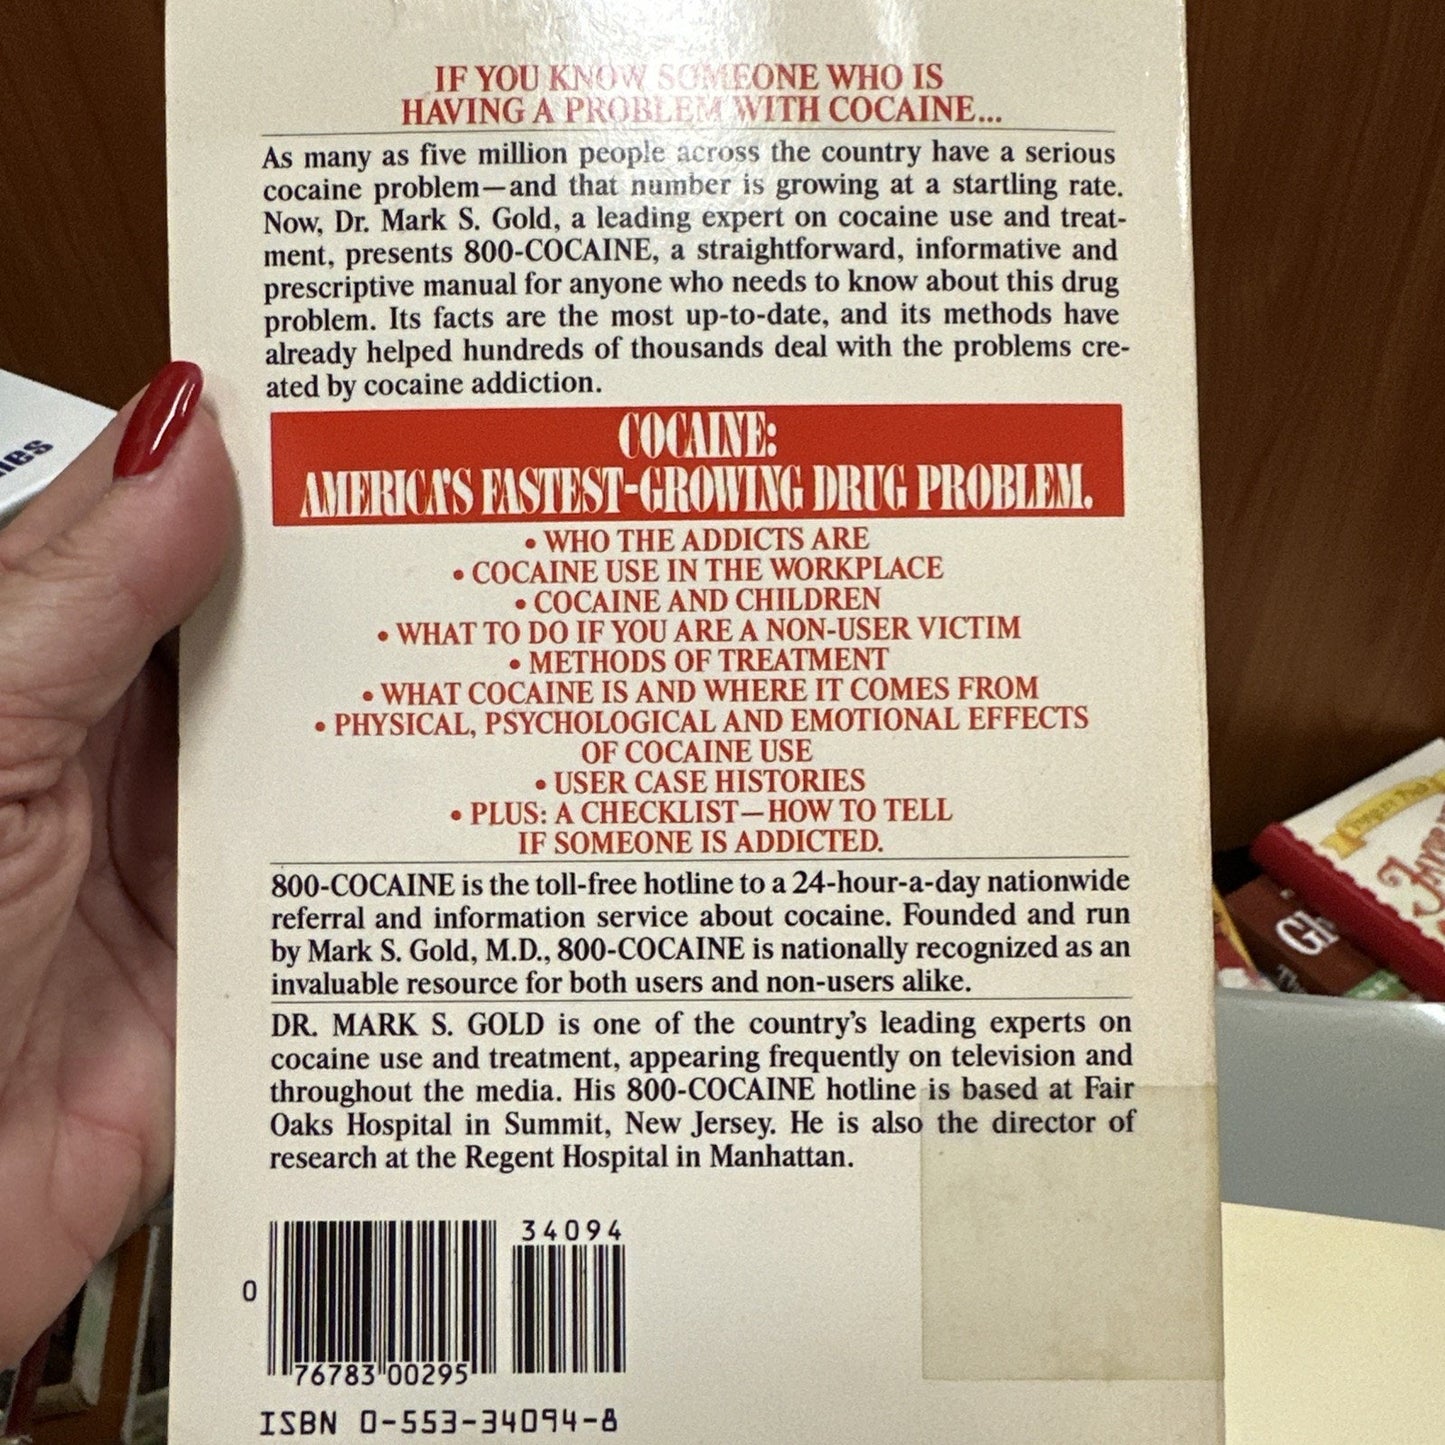 IF YOU KNOW SOMEONE WHO IS
HAVING A PROBLEM WITH COCAINE...
As many as five million people across the country have a serious
cocaine problem—and that number is growing at a startling rate.
Now, Dr. Mark S. Gold, a leading expert on cocaine use and treat-
ment, presents 800-COCAINE, a straightforward, informative and
prescriptive manual for anyone who needs to know about this drug
problem. Its facts are the most up-to-date, and its methods have
already helped hundreds of thousands deal with the problems cre-
ated by cocaine addiction.
COCAINE:
AMERICA'S FASTEST-GROWING DRUG PROBLEM.
• WHO THE ADDICTS ARE
• COCAINE USE IN THE WORKPLACE
• COCAINE AND CHILDREN
• WHAT TO DO IF YOU ARE A NON-USER VICTIM
• METHODS OF TREATMENT
• WHAT COCAINE IS AND WHERE IT COMES FROM
• PHYSICAL, PSYCHOLOGICAL AND EMOTIONAL EFFECTS
OF COCAINE USE
• USER CASE HISTORIES
• PLUS: A CHECKLIST—HOW TO TELL
IF SOMEONE IS ADDICTED.
800-COCAINE is the toll-free hotline to a 24-hour-a-day nationwide
referral and information service about cocaine. Founded and run
by Mark S. Gold, M.D., 800-COCAINE is nationally recognized as an
invaluable resource for both users and non-users alike.
DR. MARK S. GOLD is one of the country's leading experts on
cocaine use and treatment, appearing frequently on television and
throughout the media. His 800-COCAINE hotline is based at Fair
Oaks Hospital in Summit, New Jersey. He is also the director of
research at the Regent Hospital in Manhattan.
34094
0
76783 00295
ISBN 0-553-34094-8